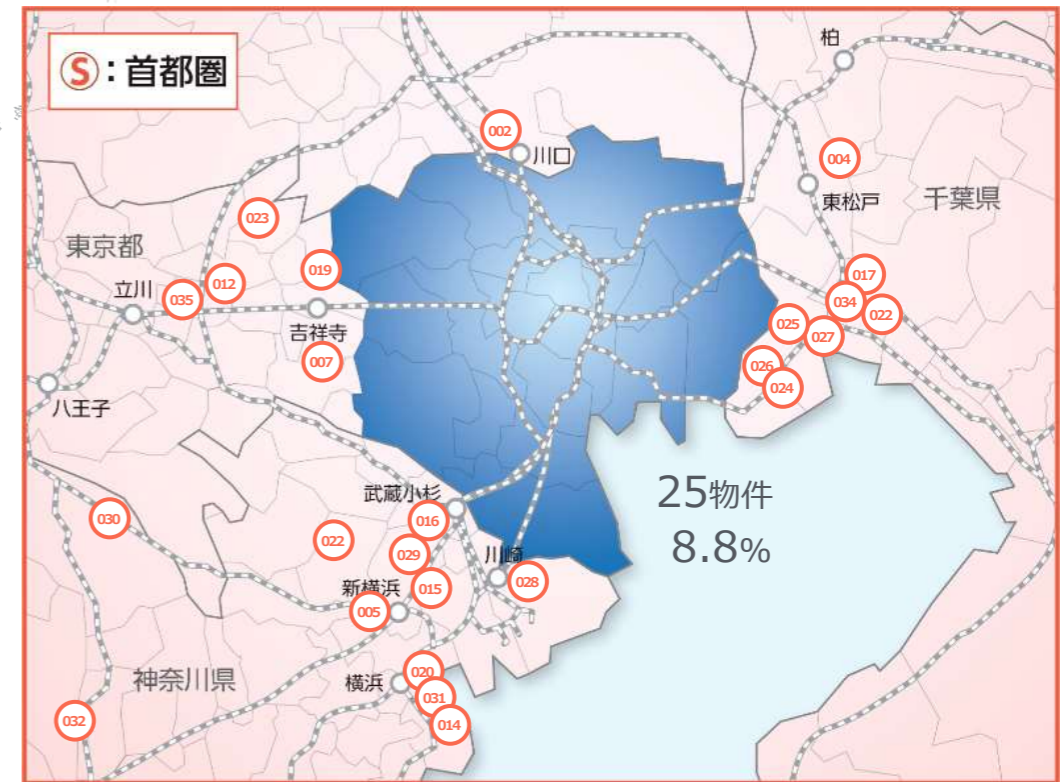 Ⓢ：首都圏
柏
002
川口
004
東松戸
千葉県
023
東京都
019
017
012
立川
035
034
022
吉祥寺
025
027
007
026
024
八王子
25物件
8.8%
武蔵小杉
030
016
022
029
川崎
028
新横浜
015
005
020
神奈川県
横浜
031
032
014